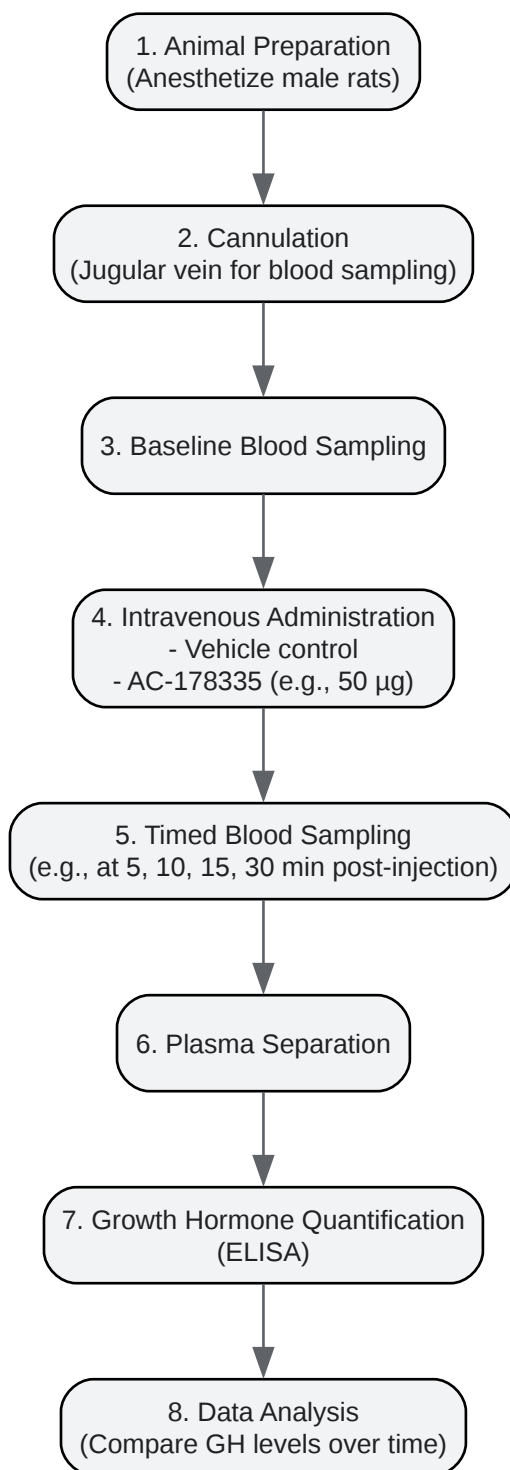 1. Animal Preparation
(Anesthetize male rats)
2. Cannulation
(Jugular vein for blood sampling)
3. Baseline Blood Sampling
4. Intravenous Administration
- Vehicle control
- AC-178335 (e.g., 50 µg)
5. Timed Blood Sampling
(e.g., at 5, 10, 15, 30 min post-injection)
6. Plasma Separation
7. Growth Hormone Quantification
(ELISA)
8. Data Analysis
(Compare GH levels over time)